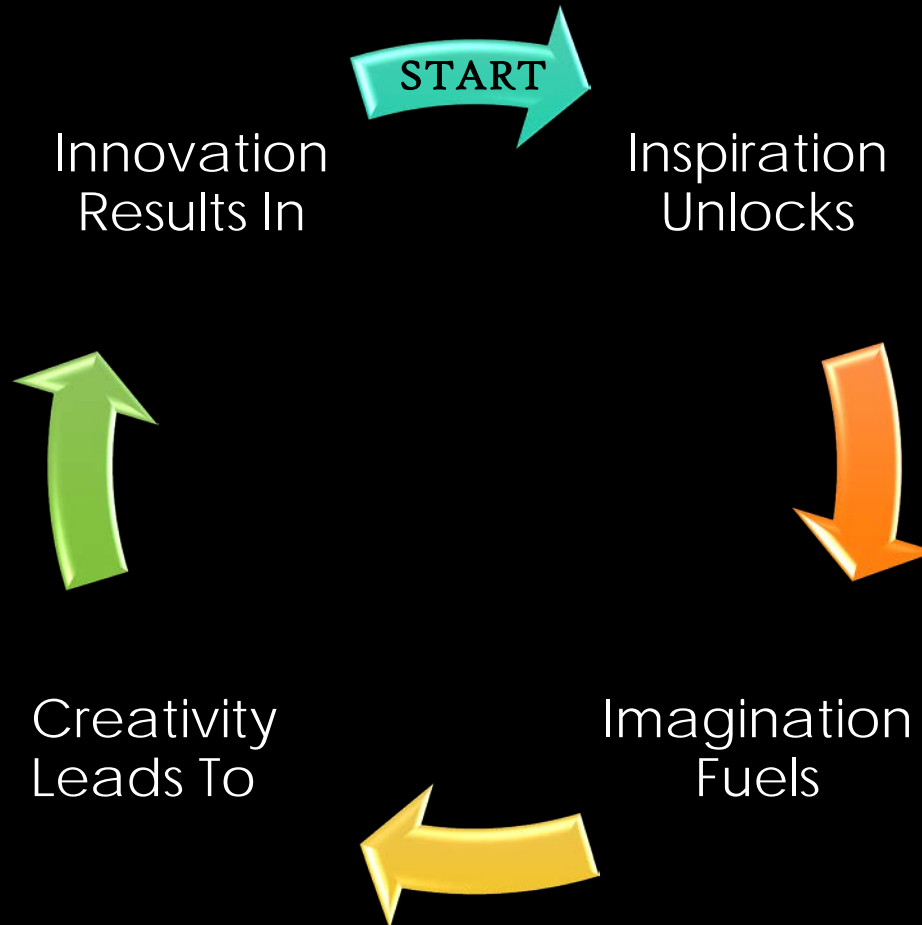 START
Inspiration
Unlocks
Imagination
Fuels
Creativity
Leads To
Innovation
Results In